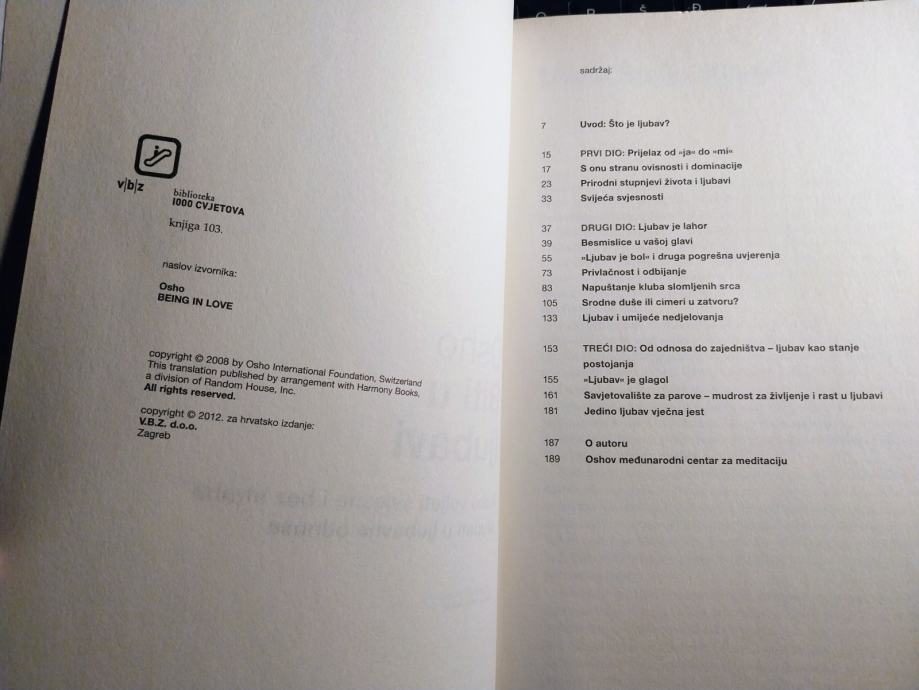 v|b|z
biblioteka
1000 CVJETOVA
knjiga 103.
naslov izvornika:
Osho
BEING IN LOVE
copyright © 2008 by Osho International Foundation, Switzerland
This translation published by arrangement with Harmony Books,
a division of Random House, Inc.
All rights reserved.
copyright © 2012. za hrvatsko izdanje:
V.B.Z. d.o.o.
Zagreb
sadržaj:
7 Uvod: Što je ljubav?
15 PRVI DIO: Prijelaz od »ja« do »mi«
17 S onu stranu ovisnosti i dominacije
23 Prirodni stupnjevi života i ljubavi
33 Svijeća svjesnosti
37 DRUGI DIO: Ljubav je lahor
39 Besmislice u vašoj glavi
55 »Ljubav je bol« i druga pogrešna uvjerenja
73 Privlačnost i odbijanje
83 Napuštanje kluba slomljenih srca
105 Srodne duše ili cimeri u zatvoru?
133 Ljubav i umijeće nedjelovanja
153 TREĆI DIO: Od odnosa do zajedništva – ljubav kao stanje
postojanja
155 »Ljubav« je glagol
161 Savjetovalište za parove – mudrost za življenje i rast u ljubavi
181 Jedino ljubav vječna jest
187 O autoru
189 Oshov međunarodni centar za meditaciju